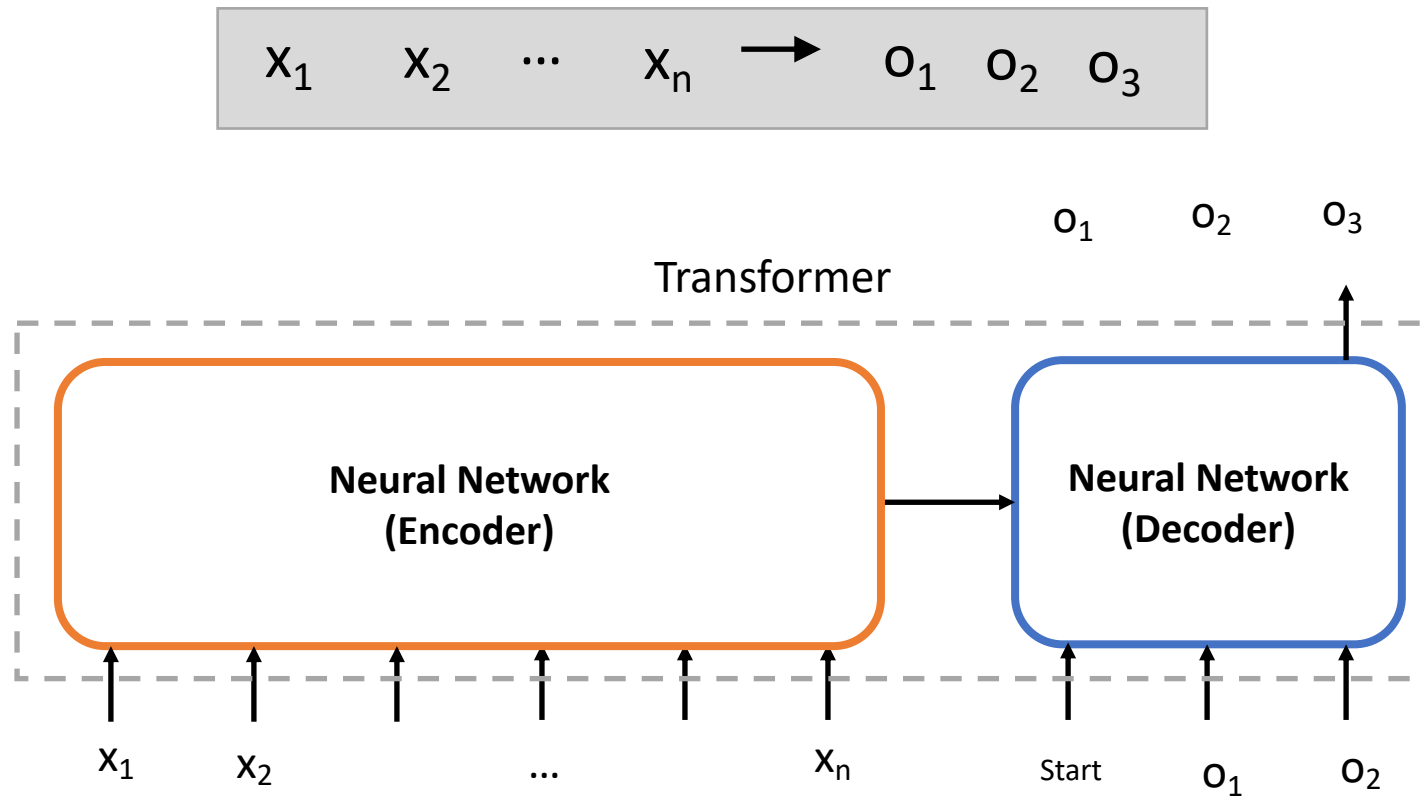 x₁ x₂ ... xₙ o₁ o₂ o₃
o₁ o₂ o₃
Transformer
Neural Network
(Encoder)
Neural Network
(Decoder)
x₁ x₂ ... xₙ Start o₁ o₂